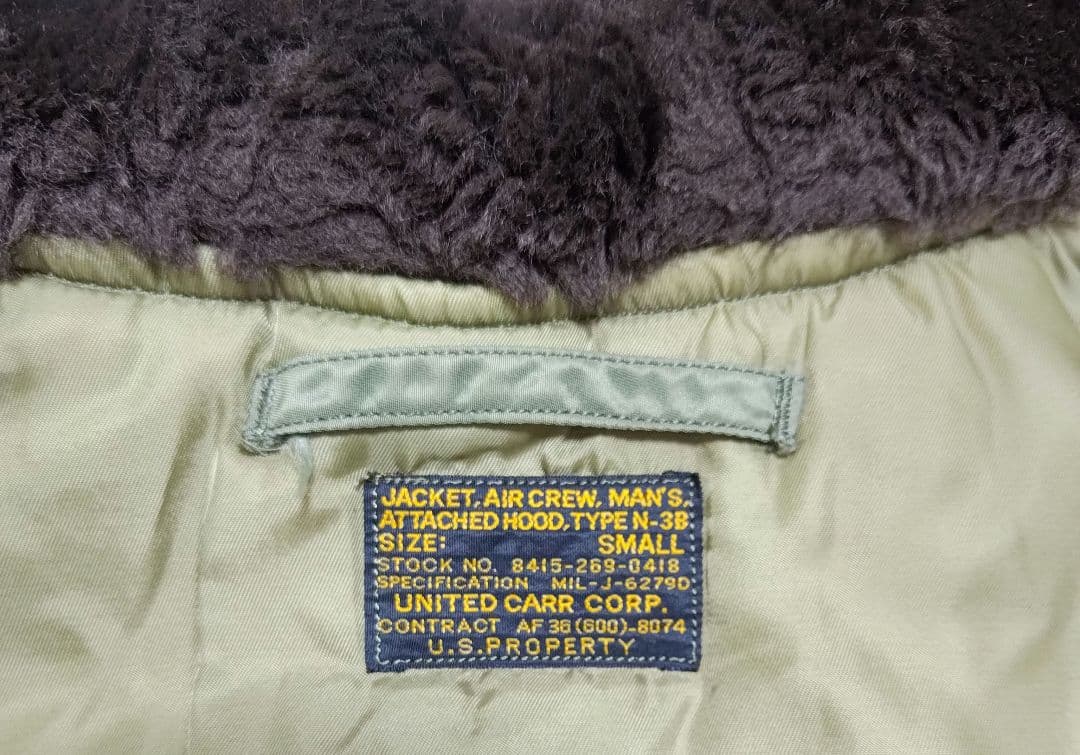 JACKET, AIR CREW, MAN'S,
ATTACHED HOOD, TYPE N-3B
SIZE: SMALL
STOCK NO. 8415-269-0418
SPECIFICATION MIL-J-6279D
UNITED CARR CORP.
CONTRACT AF 36(600)-8074
U.S.PROPERTY